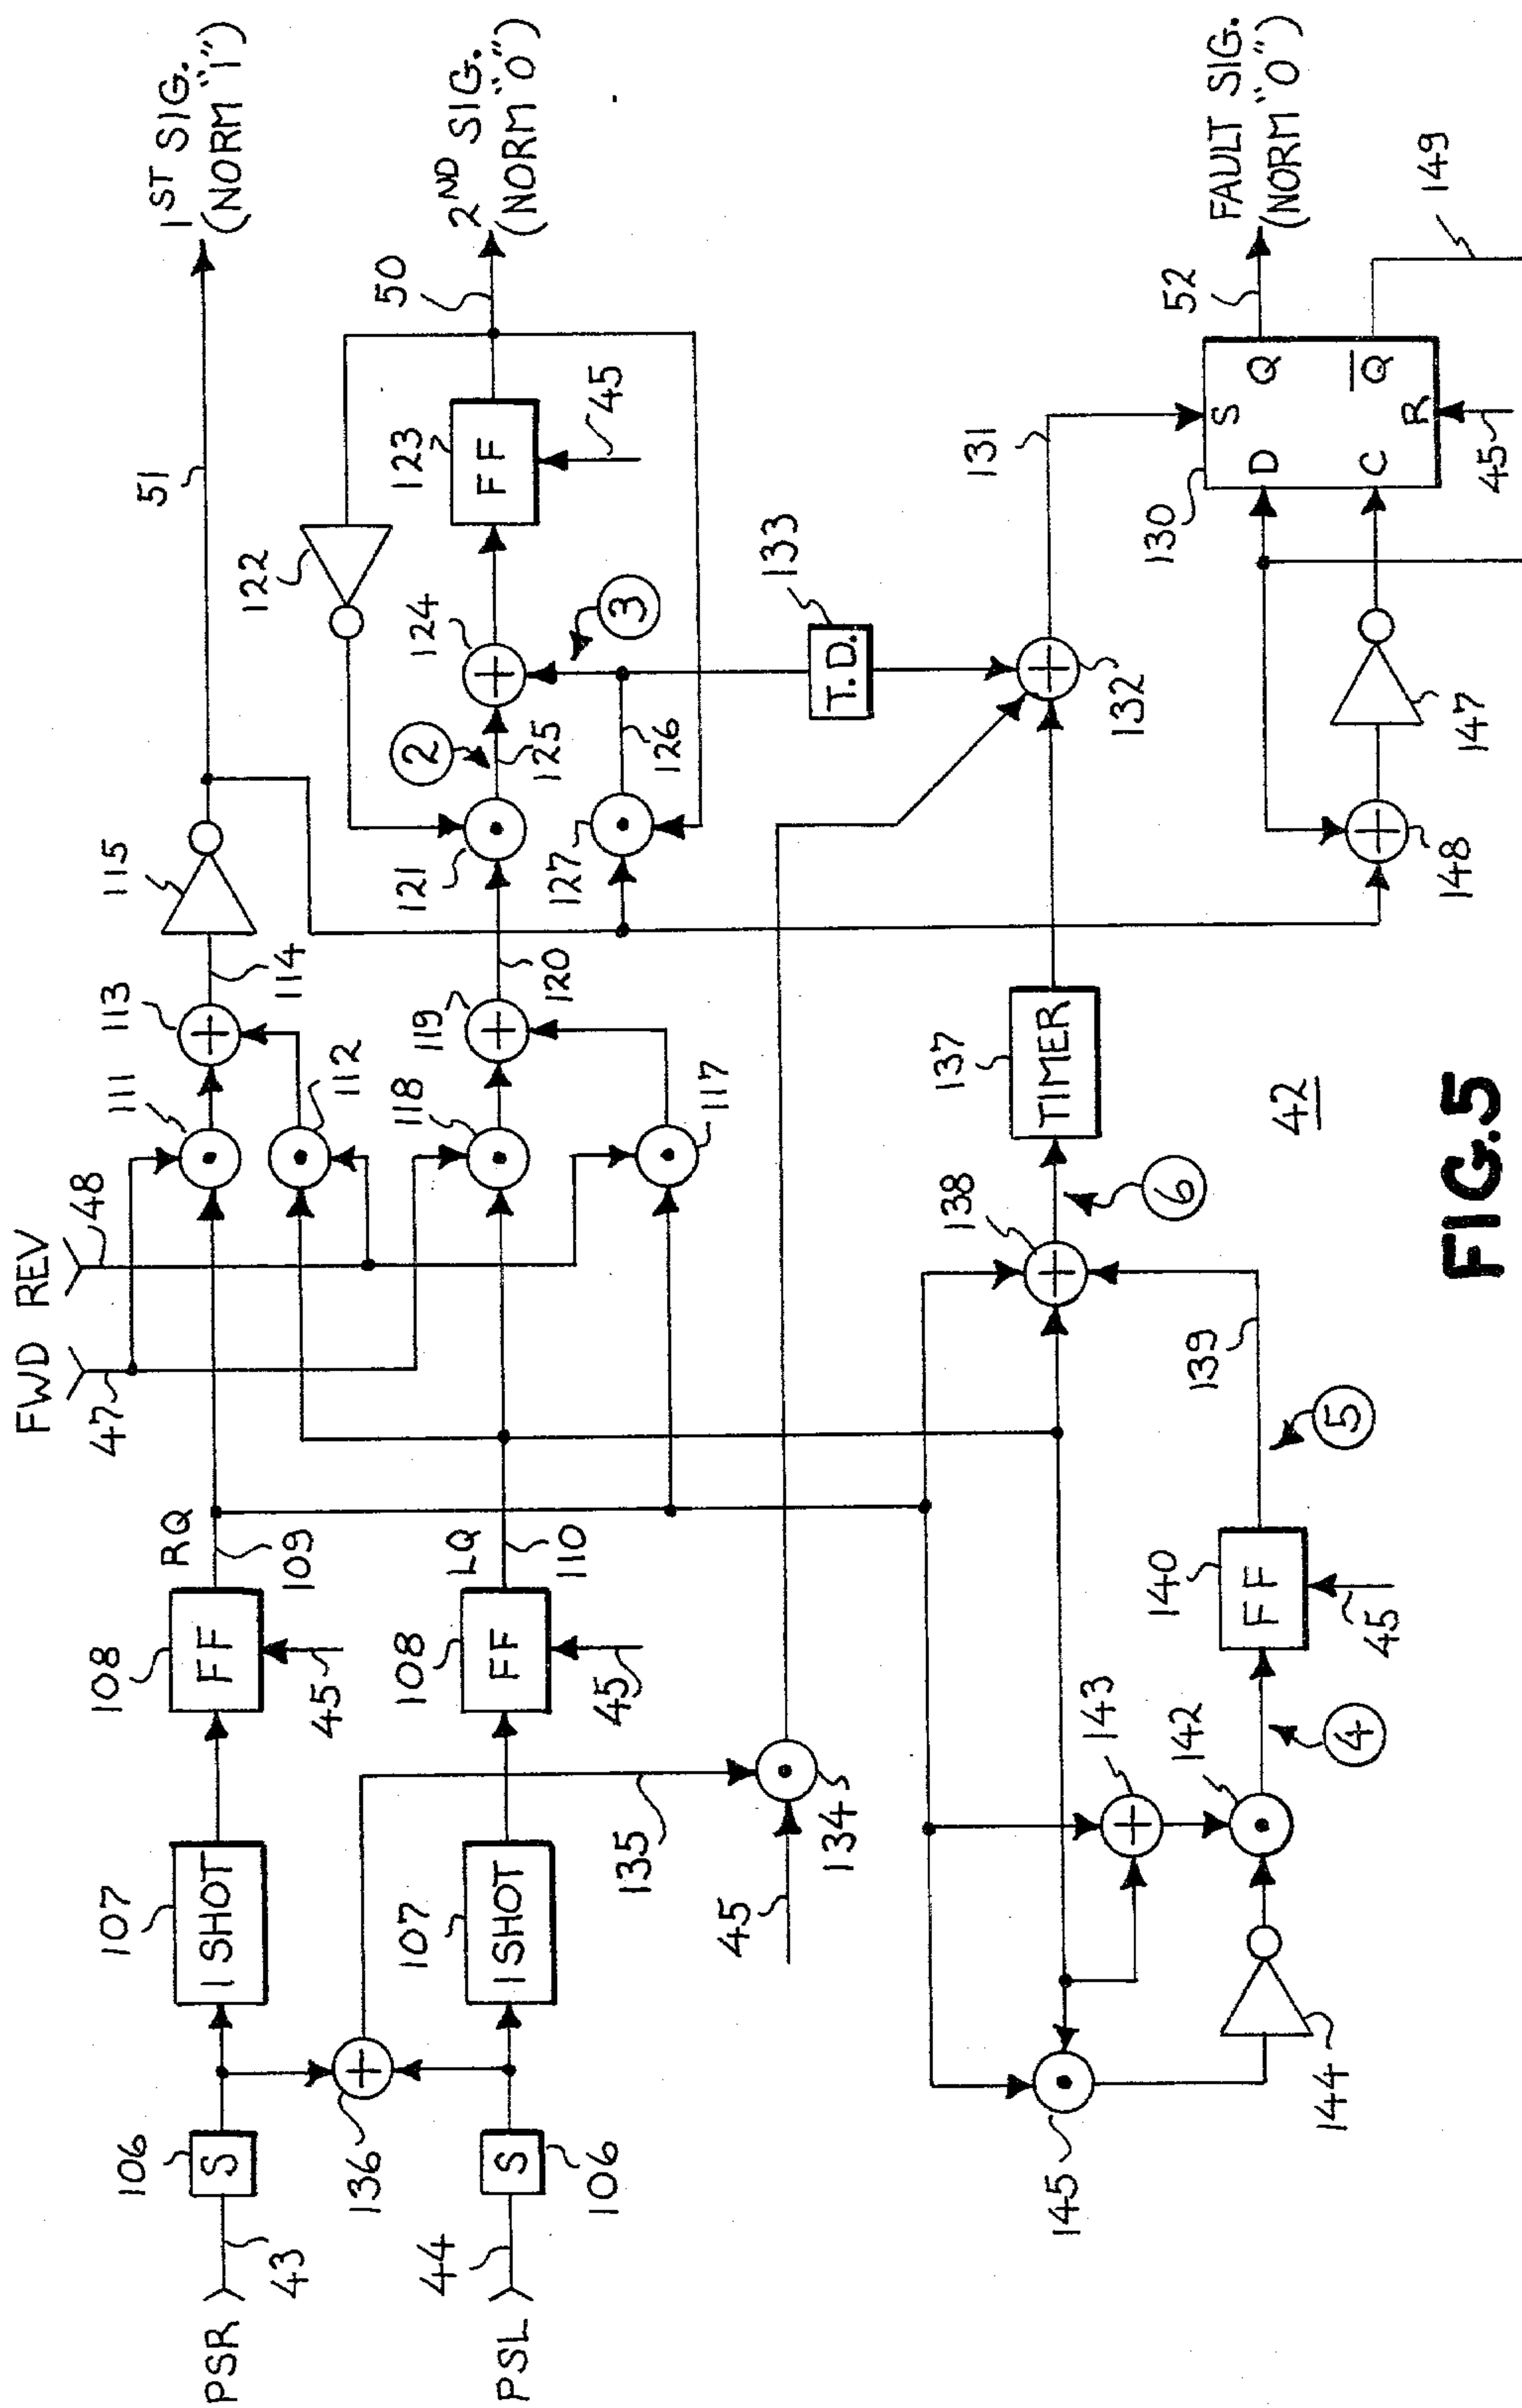 FWD REV
47
48
1ST SIG.
(NORM "1")
51
115
114
113
111
112
RQ
109
108
FF
45
107
1 SHOT
106
S
43
PSR
136
2ND SIG.
(NORM "0")
50
122
123
FF
45
124
3
2
125
126
121
127
120
119
118
117
LQ
110
108
FF
45
107
1 SHOT
106
S
44
PSL
135
134
45
133
T.D.
132
131
137
TIMER
138
6
139
5
140
FF
45
4
142
143
144
145
FAULT SIG.
(NORM "0")
52
130
S
D
Q
C
Q̅
R
45
149
147
148
42
FIG.5